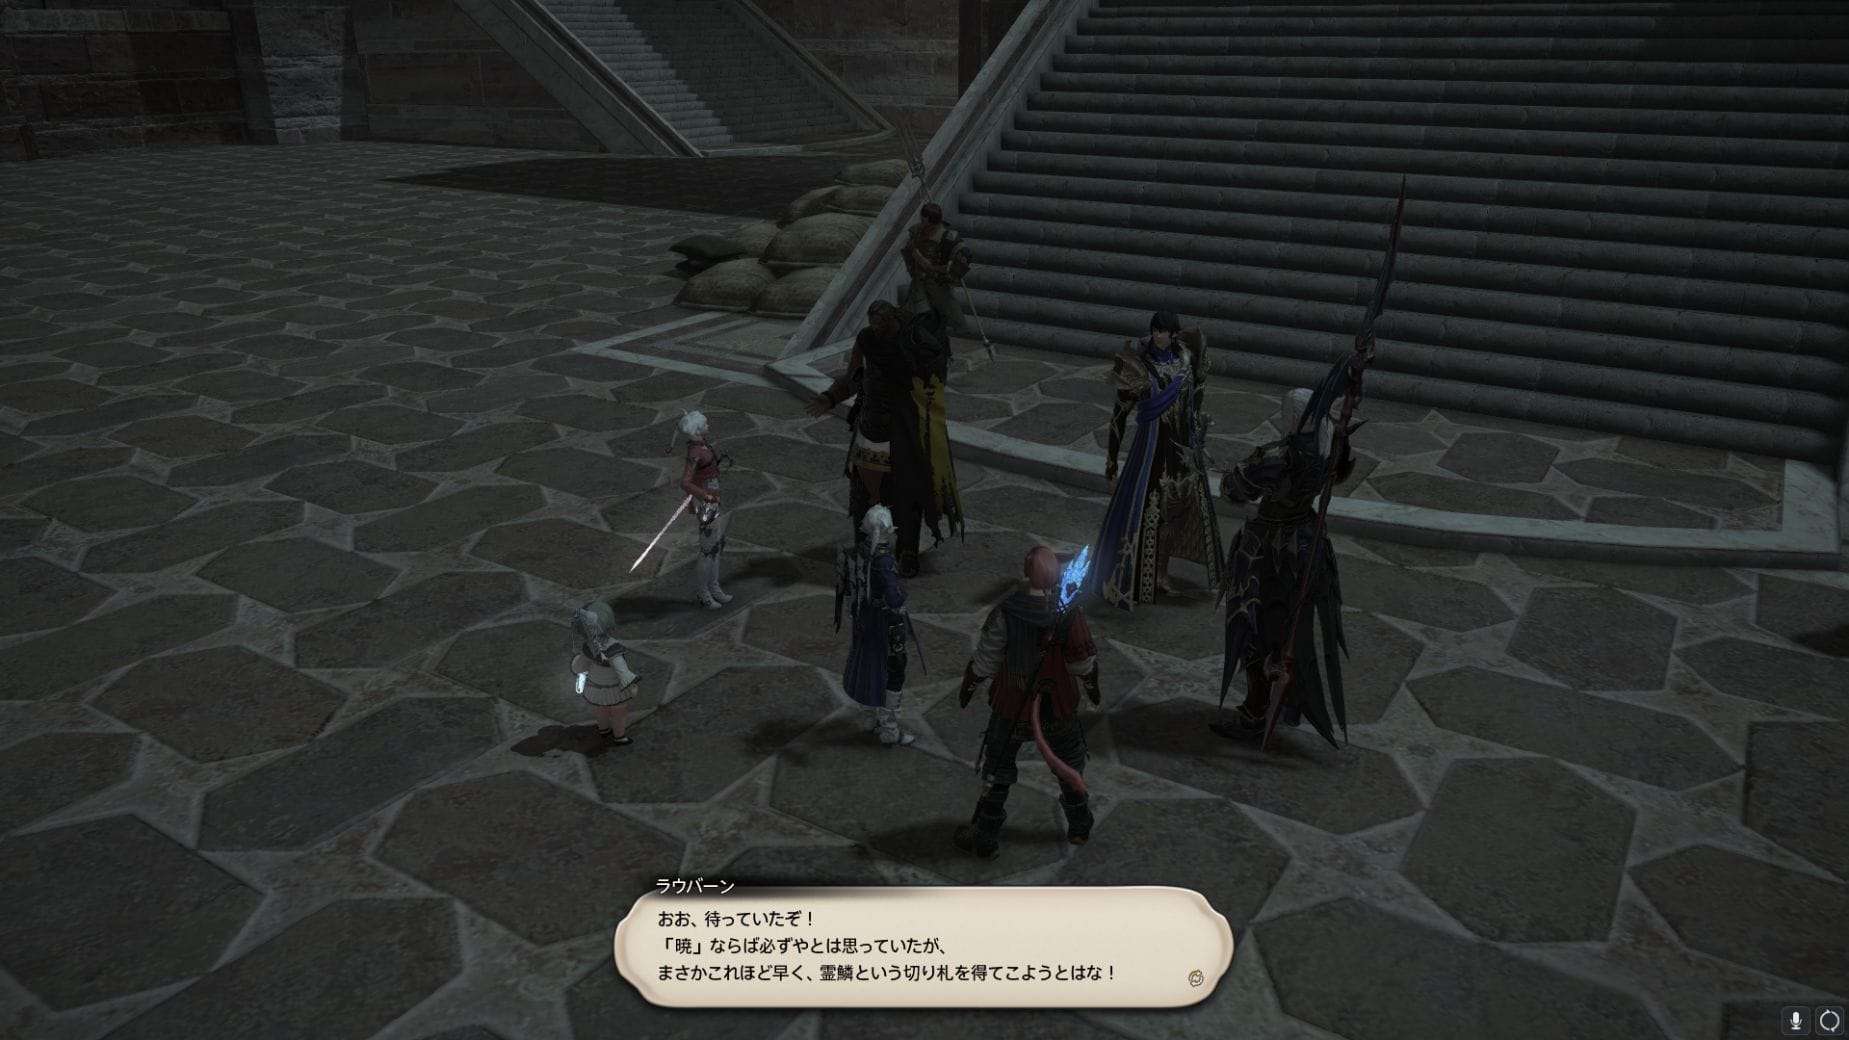 ラウバーン
おお、待っていたぞ！
「暁」ならば必ずやとは思っていたが、
まさかこれほど早く、霊鱗という切り札を得てこようとはな！